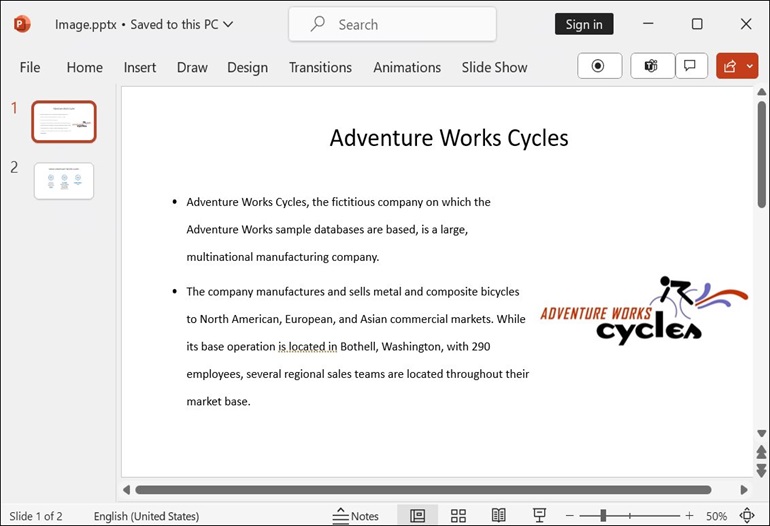 Image.pptx • Saved to this PC
Search
Sign in
File Home Insert Draw Design Transitions Animations Slide Show
1
2
Adventure Works Cycles
• Adventure Works Cycles, the fictitious company on which the
Adventure Works sample databases are based, is a large,
multinational manufacturing company.
• The company manufactures and sells metal and composite bicycles
to North American, European, and Asian commercial markets. While
its base operation is located in Bothell, Washington, with 290
employees, several regional sales teams are located throughout their
market base.
ADVENTURE WORKS
cycles
Slide 1 of 2 English (United States) Notes 50%